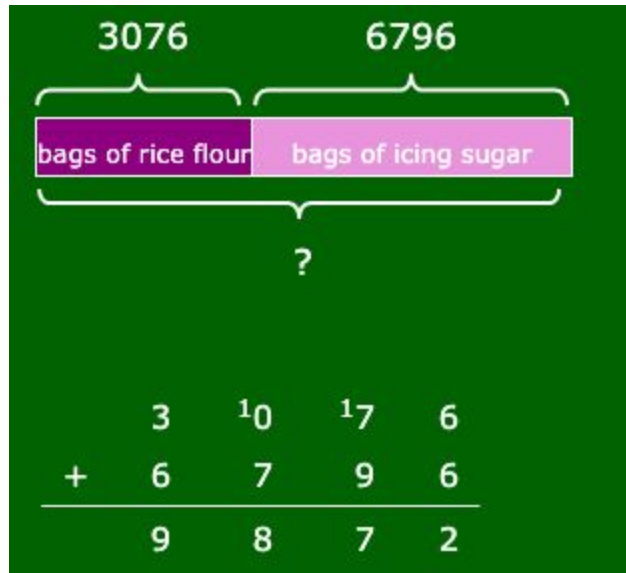 3076 6796
bags of rice flour bags of icing sugar
?
3 ¹0 ¹7 6
+ 6 7 9 6
9 8 7 2